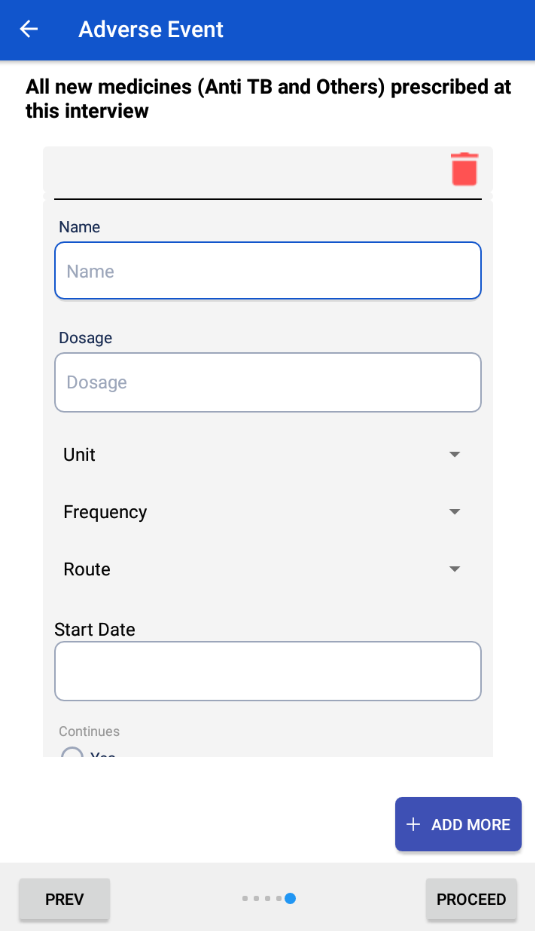 Adverse Event
All new medicines (Anti TB and Others) prescribed at
this interview
Name
Name
Dosage
Dosage
Unit
Frequency
Route
Start Date
Continues
Yes
+ ADD MORE
PREV
PROCEED